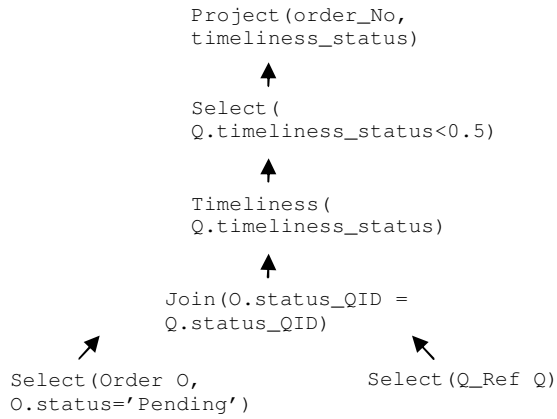 Project(order_No,
timeliness_status)
Select(
Q.timeliness_status<0.5)
Timeliness(
Q.timeliness_status)
Join(O.status_QID =
Q.status_QID)
Select(Order O,
O.status=’Pending’)
Select(Q_Ref Q)